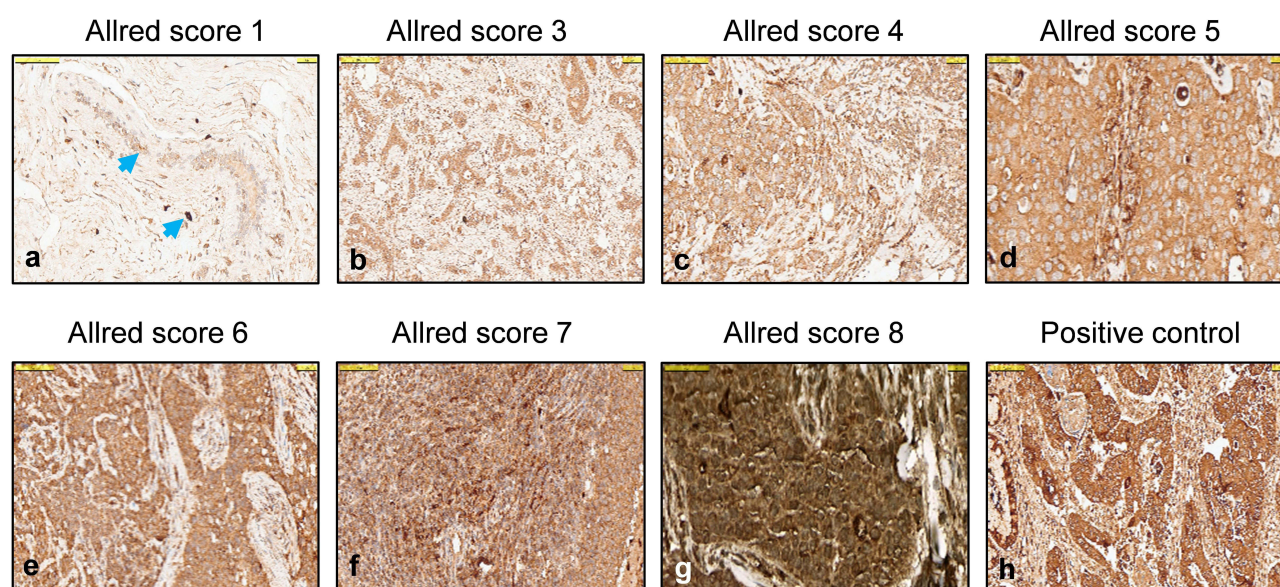 Allred score 1
Allred score 3
Allred score 4
Allred score 5
a
b
c
d
Allred score 6
Allred score 7
Allred score 8
Positive control
e
f
g
h